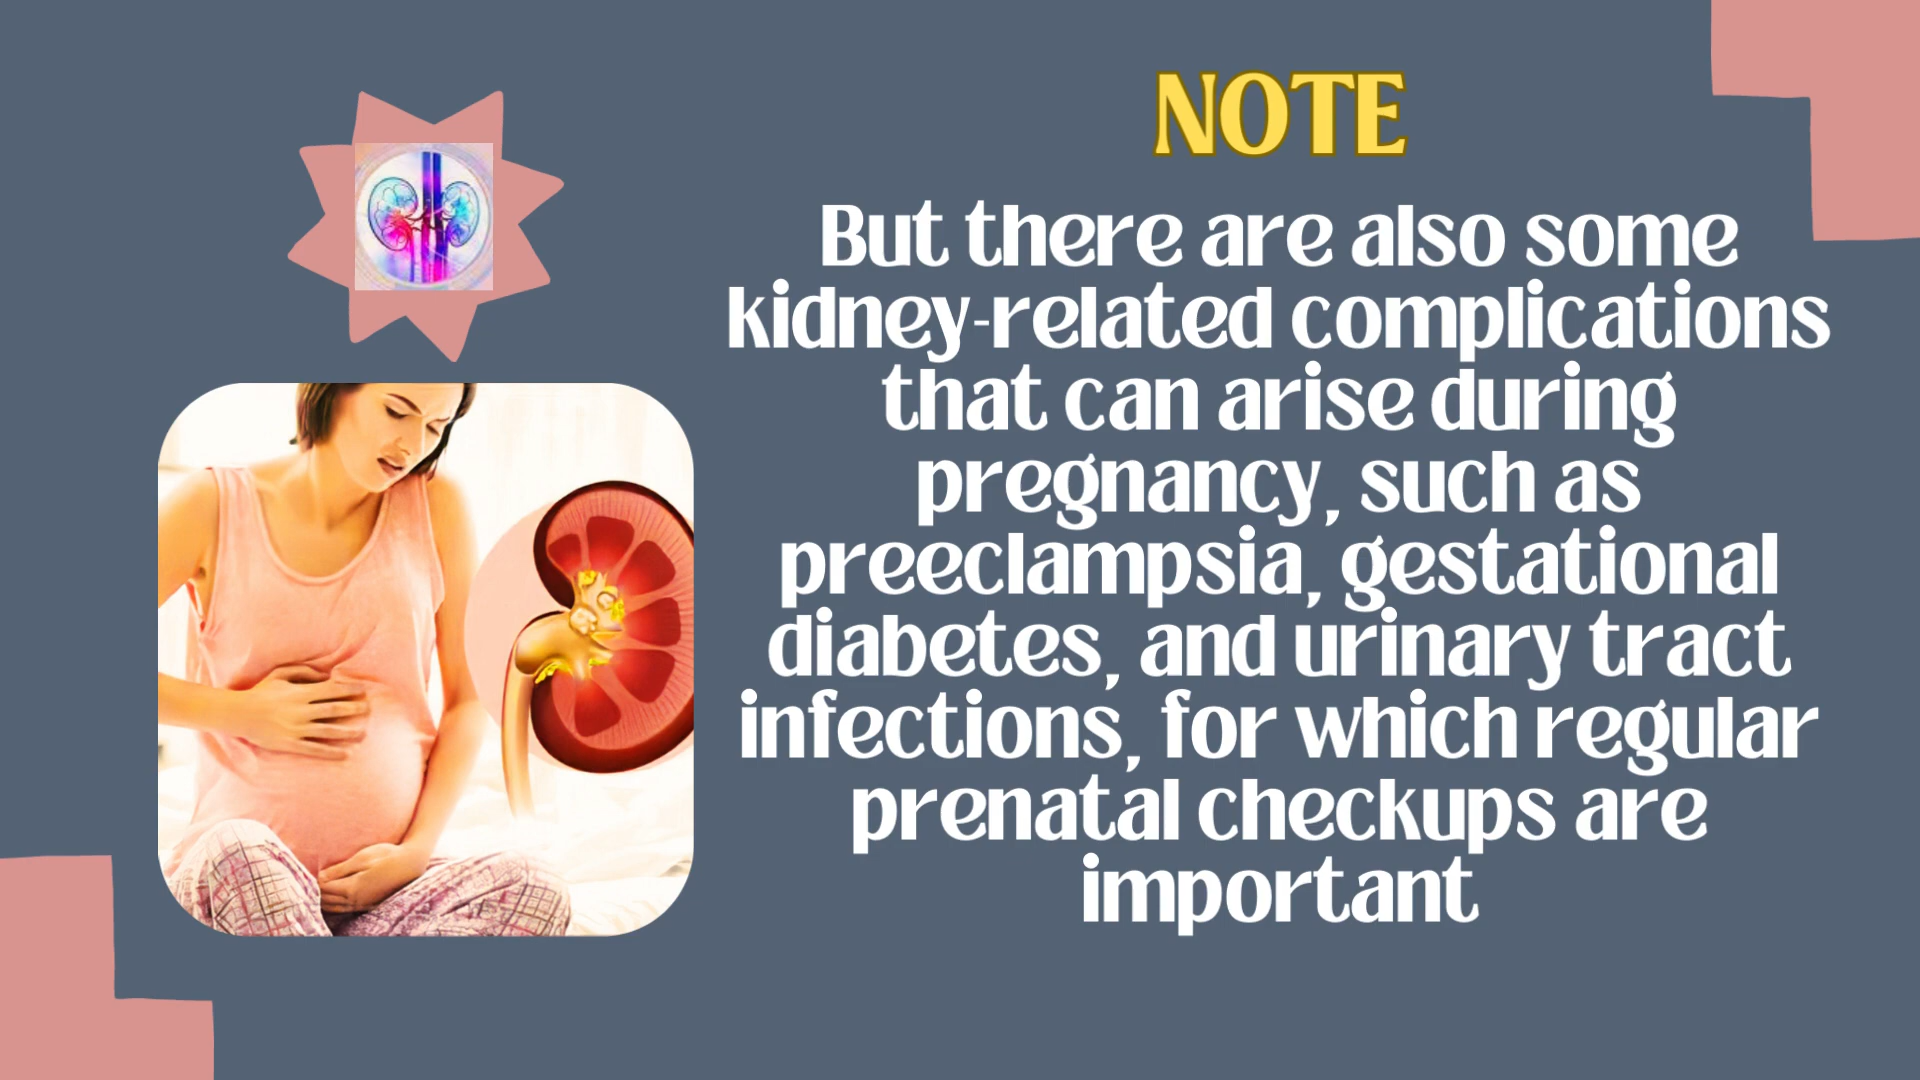 NOTE
But there are also some
kidney-related complications
that can arise during
pregnancy, such as
preeclampsia, gestational
diabetes, and urinary tract
infections, for which regular
prenatal checkups are
important